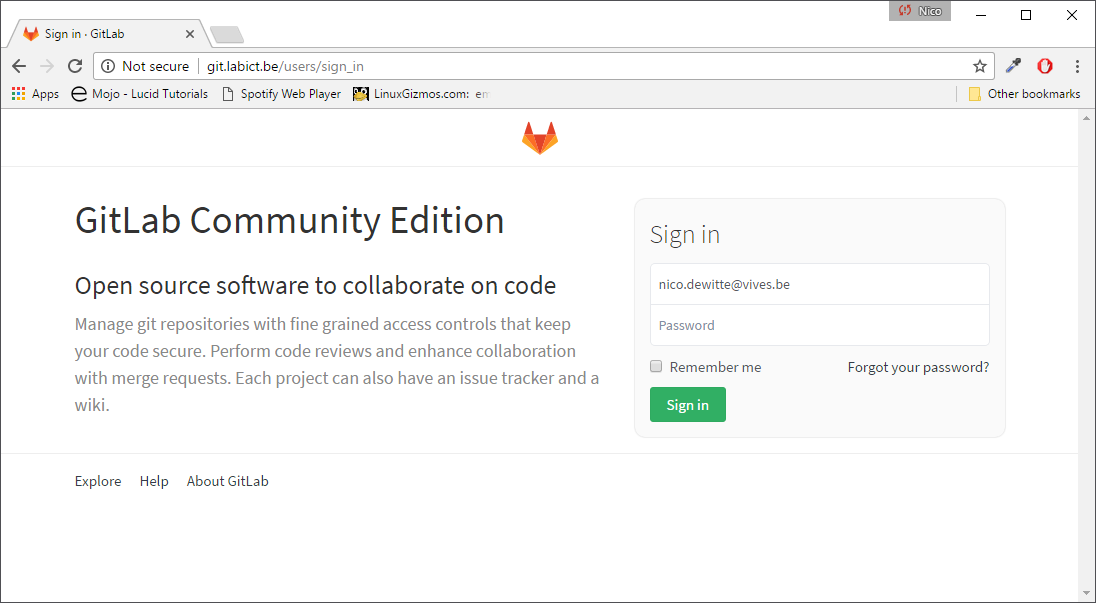 Nico
Sign in · GitLab
Not secure git.labict.be/users/sign_in
Apps Mojo - Lucid Tutorials Spotify Web Player LinuxGizmos.com: em Other bookmarks
GitLab Community Edition
Open source software to collaborate on code
Manage git repositories with fine grained access controls that keep
your code secure. Perform code reviews and enhance collaboration
with merge requests. Each project can also have an issue tracker and a
wiki.
Sign in
nico.dewitte@vives.be
Password
Remember me Forgot your password?
Sign in
Explore Help About GitLab